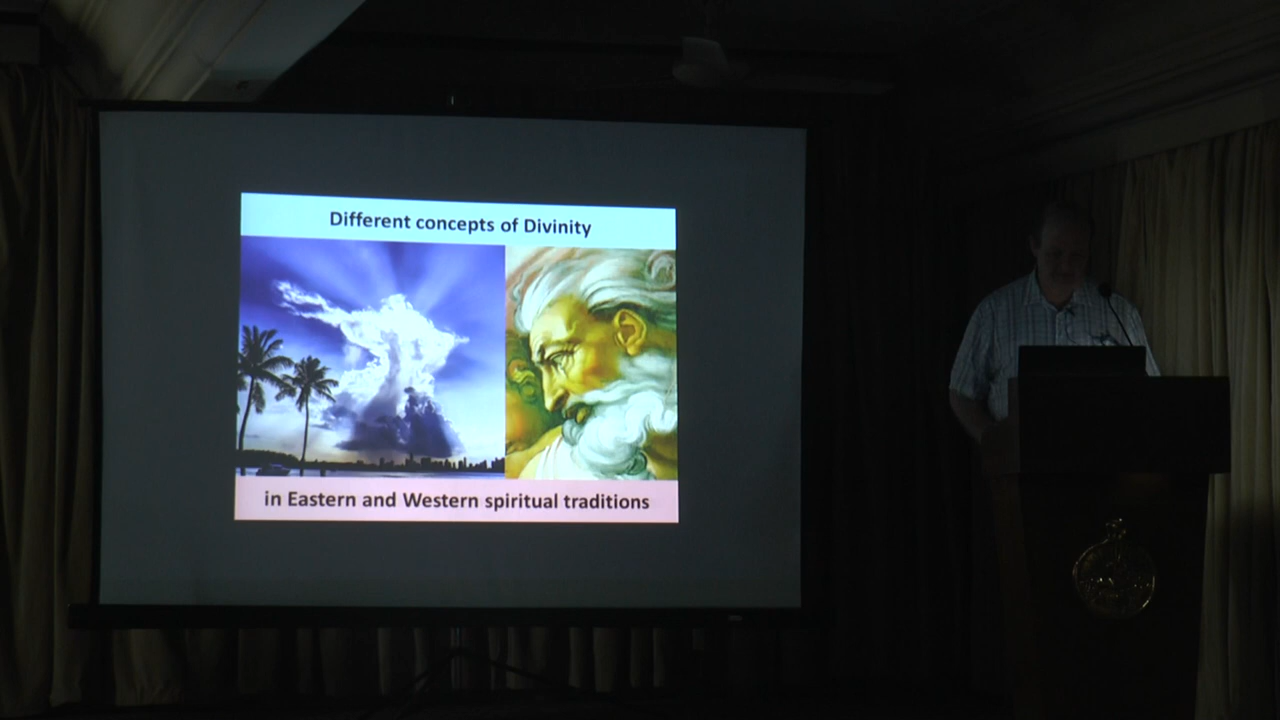 Different concepts of Divinity
in Eastern and Western spiritual traditions